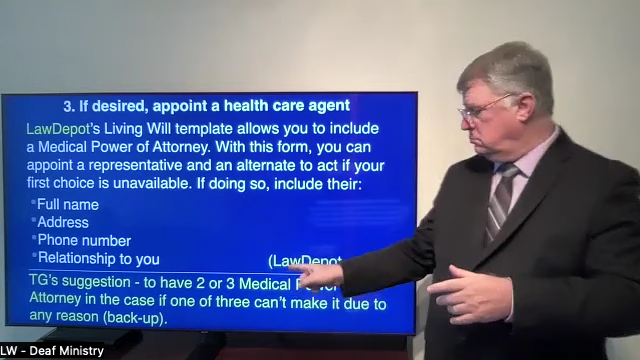 3. If desired, appoint a health care agent
LawDepot's Living Will template allows you to include
a Medical Power of Attorney. With this form, you can
appoint a representative and an alternate to act if your
first choice is unavailable. If doing so, include their:
*Full name
*Address
*Phone number
*Relationship to you (LawDepot
TG's suggestion - to have 2 or 3 Medical Power
Attorney in the case if one of three can't make it due to
any reason (back-up).
LW - Deaf Ministry